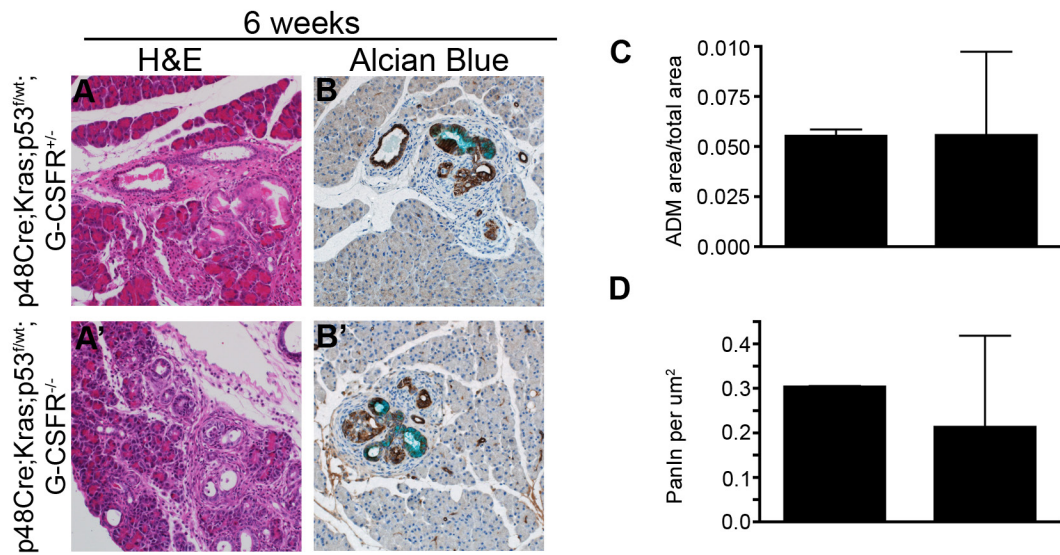 6 weeks
H&E
Alcian Blue
p48Cre;Kras;p53f/wt;
G-CSFR+/-
p48Cre;Kras;p53f/wt;
G-CSFR-/-
A
B
A'
B'
C
ADM area/total area
0.010
0.075
0.050
0.025
0.000
D
PanIn per um²
0.4
0.3
0.2
0.1
0.0